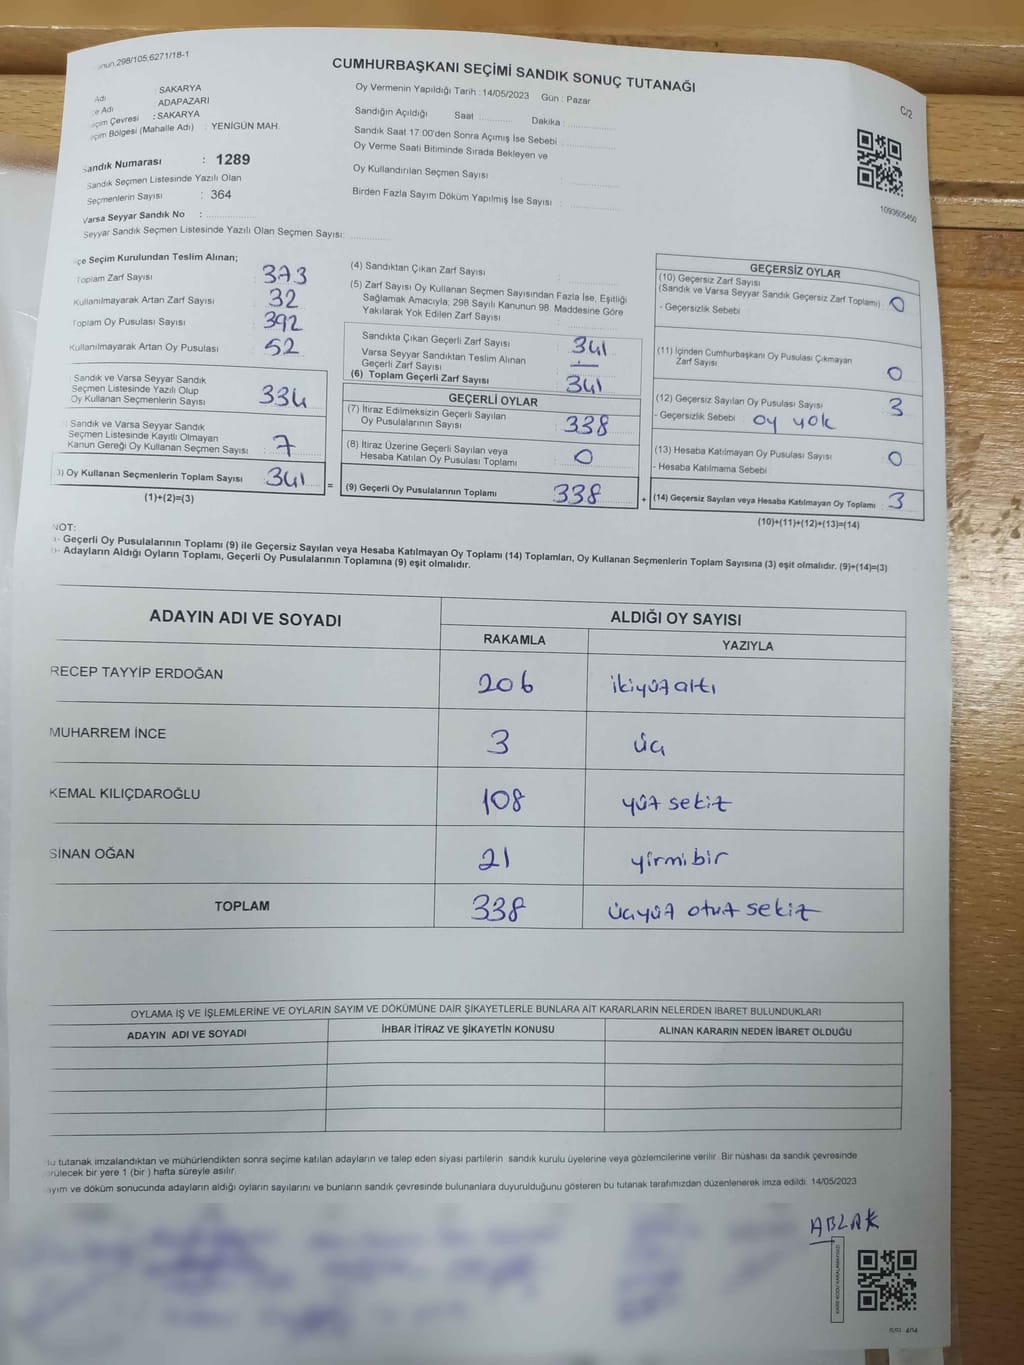 298/105,6271/18-1
CUMHURBAŞKANI SEÇİMİ SANDIK SONUÇ TUTANAĞI
C/2
Adı : SAKARYA
Adı : ADAPAZARI
Çevresi : SAKARYA
Bölgesi (Mahalle Adı) : YENİGÜN MAH.
Sandık Numarası : 1289
Sandık Seçmen Listesinde Yazılı Olan
Seçmenlerin Sayısı : 364
Varsa Seyyar Sandık No :
Seyyar Sandık Seçmen Listesinde Yazılı Olan Seçmen Sayısı:
Oy Vermenin Yapıldığı Tarih : 14/05/2023 Gün : Pazar
Sandığın Açıldığı Saat Dakika :
Sandık Saat 17:00'den Sonra Açımış İse Sebebi :
Oy Verme Saati Bitiminde Sırada Bekleyen ve
Oy Kullandırılan Seçmen Sayısı :
Birden Fazla Sayım Döküm Yapılmış İse Sayısı :
1093605450
Seçim Kurulundan Teslim Alınan;
Toplam Zarf Sayısı : 373
Kullanılmayarak Artan Zarf Sayısı : 32
Toplam Oy Pusulası Sayısı : 392
Kullanılmayarak Artan Oy Pusulası : 52
Sandık ve Varsa Seyyar Sandık
Seçmen Listesinde Yazılı Olup
Oy Kullanan Seçmenlerin Sayısı : 334
Sandık ve Varsa Seyyar Sandık
Seçmen Listesinde Kayıtlı Olmayan
Kanun Gereği Oy Kullanan Seçmen Sayısı : 7
) Oy Kullanan Seçmenlerin Toplam Sayısı : 341
(1)+(2)=(3)
=
(4) Sandıktan Çıkan Zarf Sayısı :
(5) Zarf Sayısı Oy Kullanan Seçmen Sayısından Fazla İse, Eşitliği
Sağlamak Amacıyla; 298 Sayılı Kanunun 98. Maddesine Göre
Yakılarak Yok Edilen Zarf Sayısı :
Sandıkta Çıkan Geçerli Zarf Sayısı : 341
Varsa Seyyar Sandıktan Teslim Alınan
Geçerli Zarf Sayısı : —
(6) Toplam Geçerli Zarf Sayısı : 341
GEÇERLİ OYLAR
(7) İtiraz Edilmeksizin Geçerli Sayılan
Oy Pusulalarının Sayısı : 338
(8) İtiraz Üzerine Geçerli Sayılan veya
Hesaba Katılan Oy Pusulası Toplamı : 0
(9) Geçerli Oy Pusulalarının Toplamı : 338
+
GEÇERSİZ OYLAR
(10) Geçersiz Zarf Sayısı
(Sandık ve Varsa Seyyar Sandık Geçersiz Zarf Toplamı) : 0
- Geçersizlik Sebebi :
(11) İçinden Cumhurbaşkanı Oy Pusulası Çıkmayan
Zarf Sayısı : 0
(12) Geçersiz Sayılan Oy Pusulası Sayısı : 3
- Geçersizlik Sebebi : oy yok
(13) Hesaba Katılmayan Oy Pusulası Sayısı : 0
- Hesaba Katılmama Sebebi :
(14) Geçersiz Sayılan veya Hesaba Katılmayan Oy Toplamı : 3
(10)+(11)+(12)+(13)=(14)
NOT:
- Geçerli Oy Pusulalarının Toplamı (9) ile Geçersiz Sayılan veya Hesaba Katılmayan Oy Toplamı (14) Toplamları, Oy Kullanan Seçmenlerin Toplam Sayısına (3) eşit olmalıdır. (9)+(14)=(3)
- Adayların Aldığı Oyların Toplamı, Geçerli Oy Pusulalarının Toplamına (9) eşit olmalıdır.
ADAYIN ADI VE SOYADI
ALDIĞI OY SAYISI
RAKAMLA YAZIYLA
RECEP TAYYİP ERDOĞAN 206 ikiyüz altı
MUHARREM İNCE 3 üç
KEMAL KILIÇDAROĞLU 108 yüz sekiz
SİNAN OĞAN 21 yirmibir
TOPLAM 338 üçyüz otuz sekiz
OYLAMA İŞ VE İŞLEMLERİNE VE OYLARIN SAYIM VE DÖKÜMÜNE DAİR ŞİKAYETLERLE BUNLARA AİT KARARLARIN NELERDEN İBARET BULUNDUKLARI
ADAYIN ADI VE SOYADI İHBAR İTİRAZ VE ŞİKAYETİN KONUSU ALINAN KARARIN NEDEN İBARET OLDUĞU
tutanak imzalandıktan ve mühürlendikten sonra seçime katılan adayların ve talep eden siyasi partilerin sandık kurulu üyelerine veya gözlemcilerine verilir. Bir nüshası da sandık çevresinde
görülecek bir yere 1 (bir ) hafta süreyle asılır.
Sayım ve döküm sonucunda adayların aldığı oyların sayılarını ve bunların sandık çevresinde bulunanlara duyurulduğunu gösteren bu tutanak tarafımızdan düzenlenerek imza edildi. 14/05/2023
ABLAK
KARE KODU KARALAMAYINIZ!